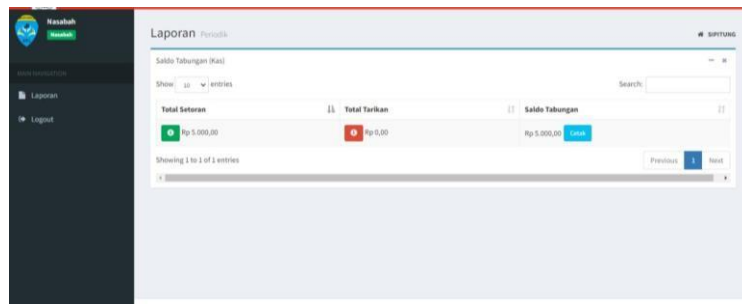 Nasabah
Nasabah
MAIN NAVIGATION
Laporan
Logout
Laporan Periodik
SIPITUNG
Saldo Tabungan (Kas)
Show 10 entries
Search:
Total Setoran Total Tarikan Saldo Tabungan
Rp 5.000,00 Rp 0,00 Rp 5.000,00 Cetak
Showing 1 to 1 of 1 entries
Previous 1 Next